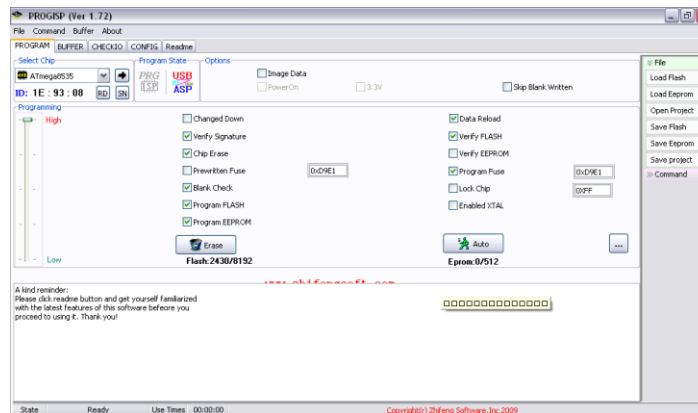 PROGISP (Ver 1.72)
File Command Buffer About
PROGRAM BUFFER CHECKIO CONFIG Readme
Select Chip Program State Options
ATmega8535 PRG ISP USB ASP Image Data
PowerOn 3.3V Skip Blank Written
ID: 1E : 93 : 08 RD SN
Programming
High
Low
Changed Down Data Reload
Verify Signature Verify FLASH
Chip Erase Verify EEPROM
Prewritten Fuse 0xD9E1 Program Fuse 0xD9E1
Blank Check Lock Chip 0XFF
Program FLASH Enabled XTAL
Program EEPROM
Erase Auto ...
Flash:2430/8192 Eprom:0/512
File
Load Flash
Load Eeprom
Open Project
Save Flash
Save Eeprom
Save project
Command
A kind reminder:
Please click readme button and get yourself familiarized
with the latest features of this software befeore you
proceed to using it. Thank you!
State Ready Use Times 00:00:00 Copyright(r) Zhifeng Software,Inc 2009